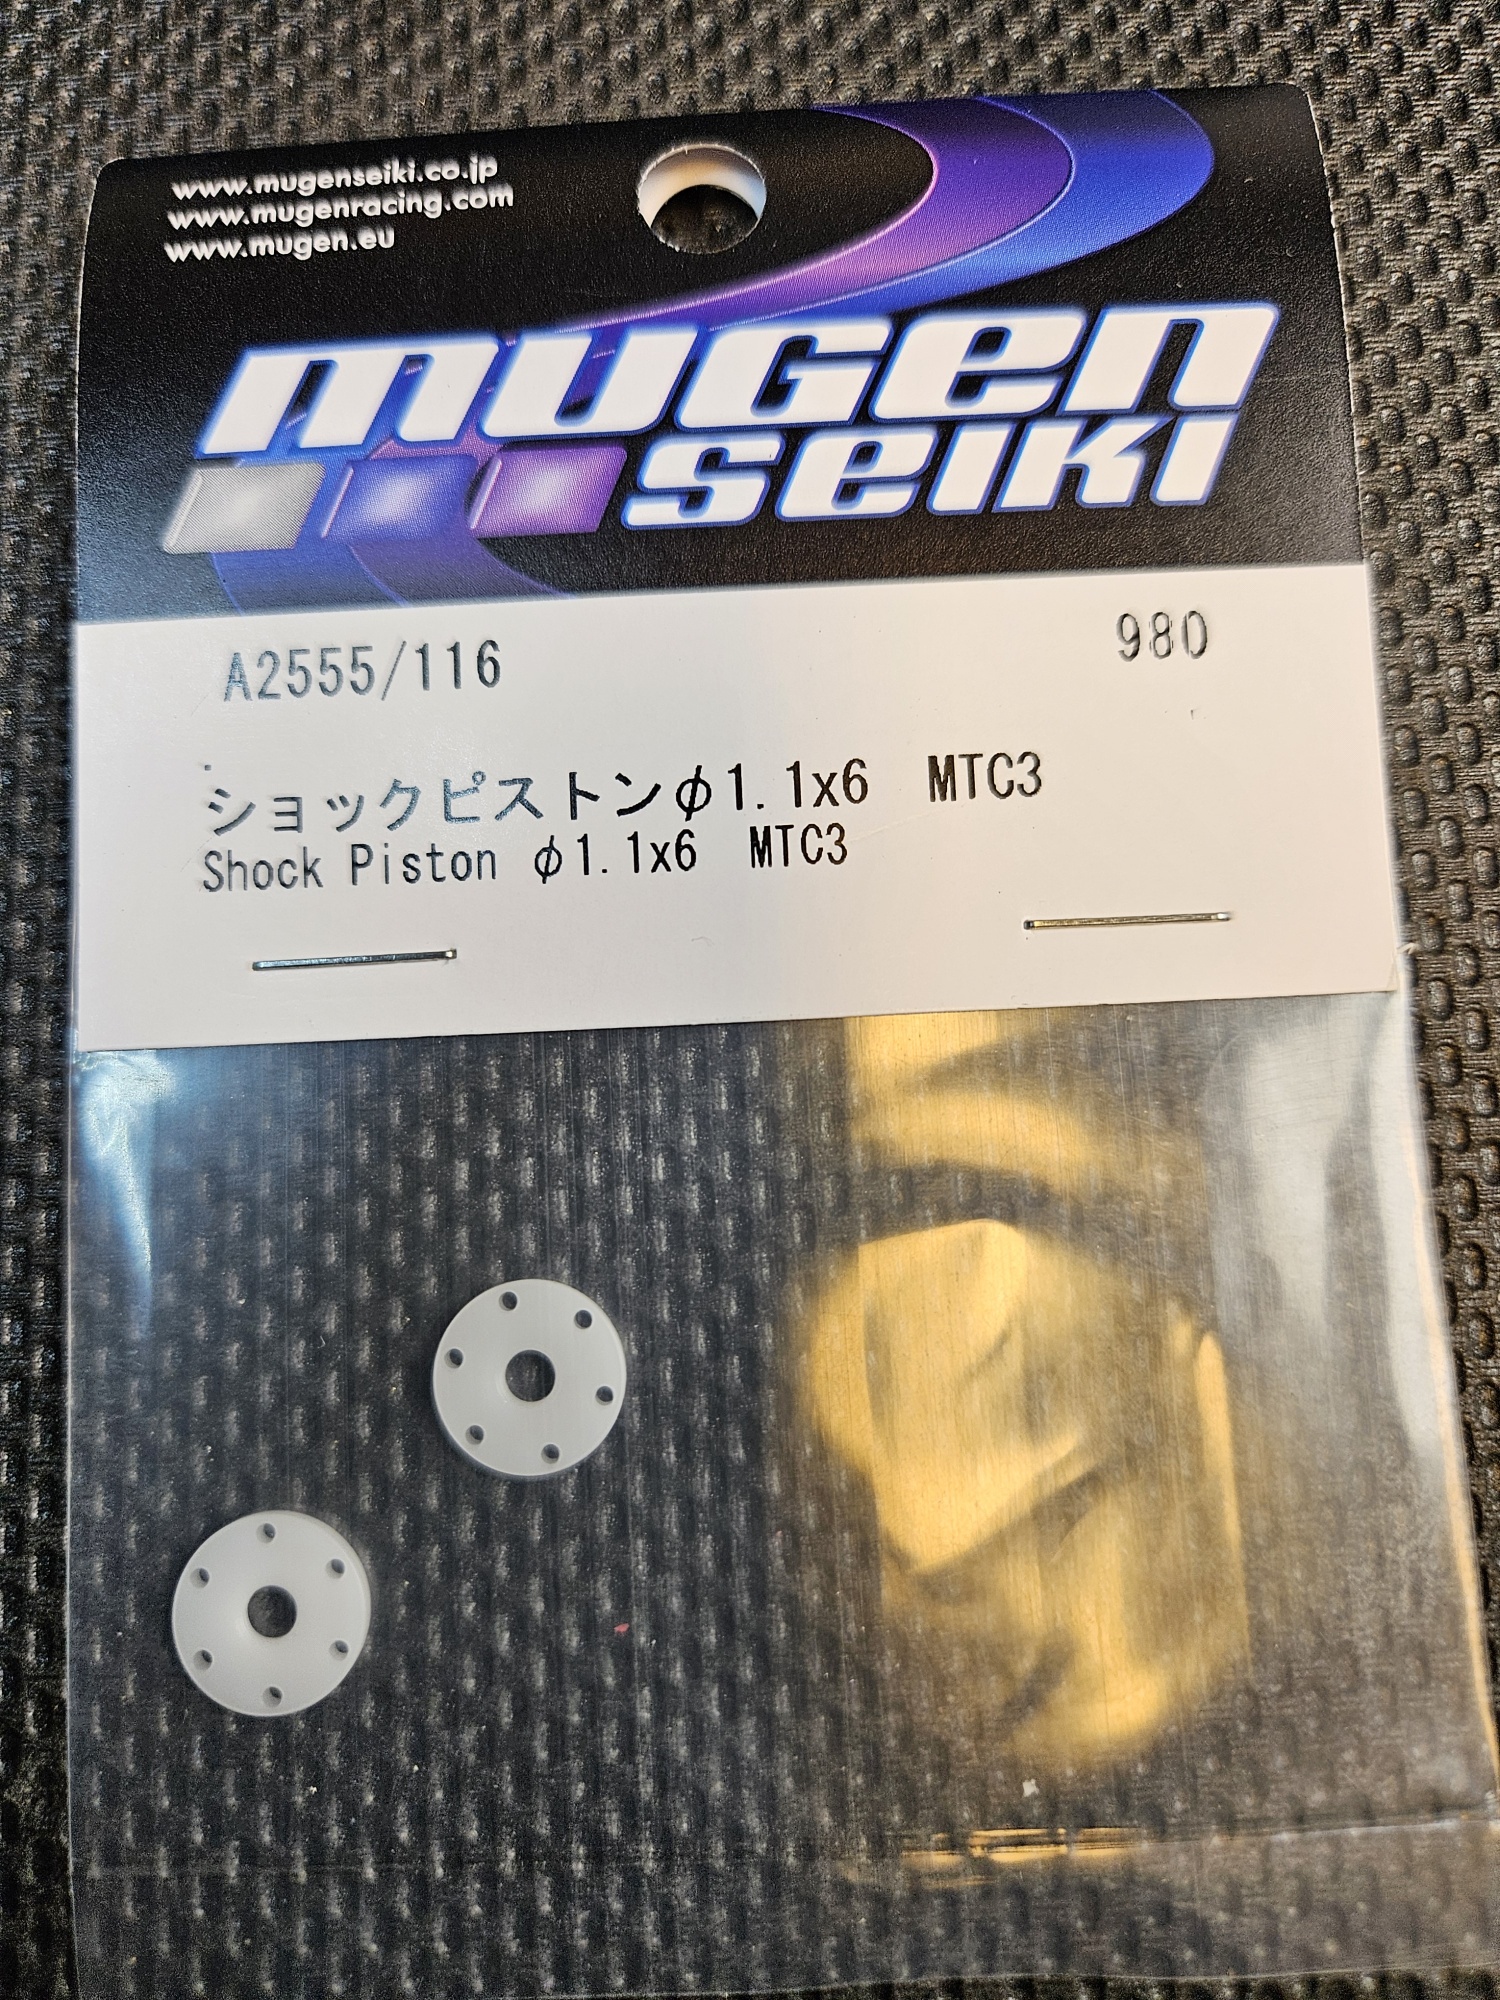 www.mugenseiki.co.jp
www.mugenracing.com
www.mugen.eu
mugen
seiki
A2555/116 980
ショックピストンφ1.1x6 MTC3
Shock Piston φ1.1x6 MTC3